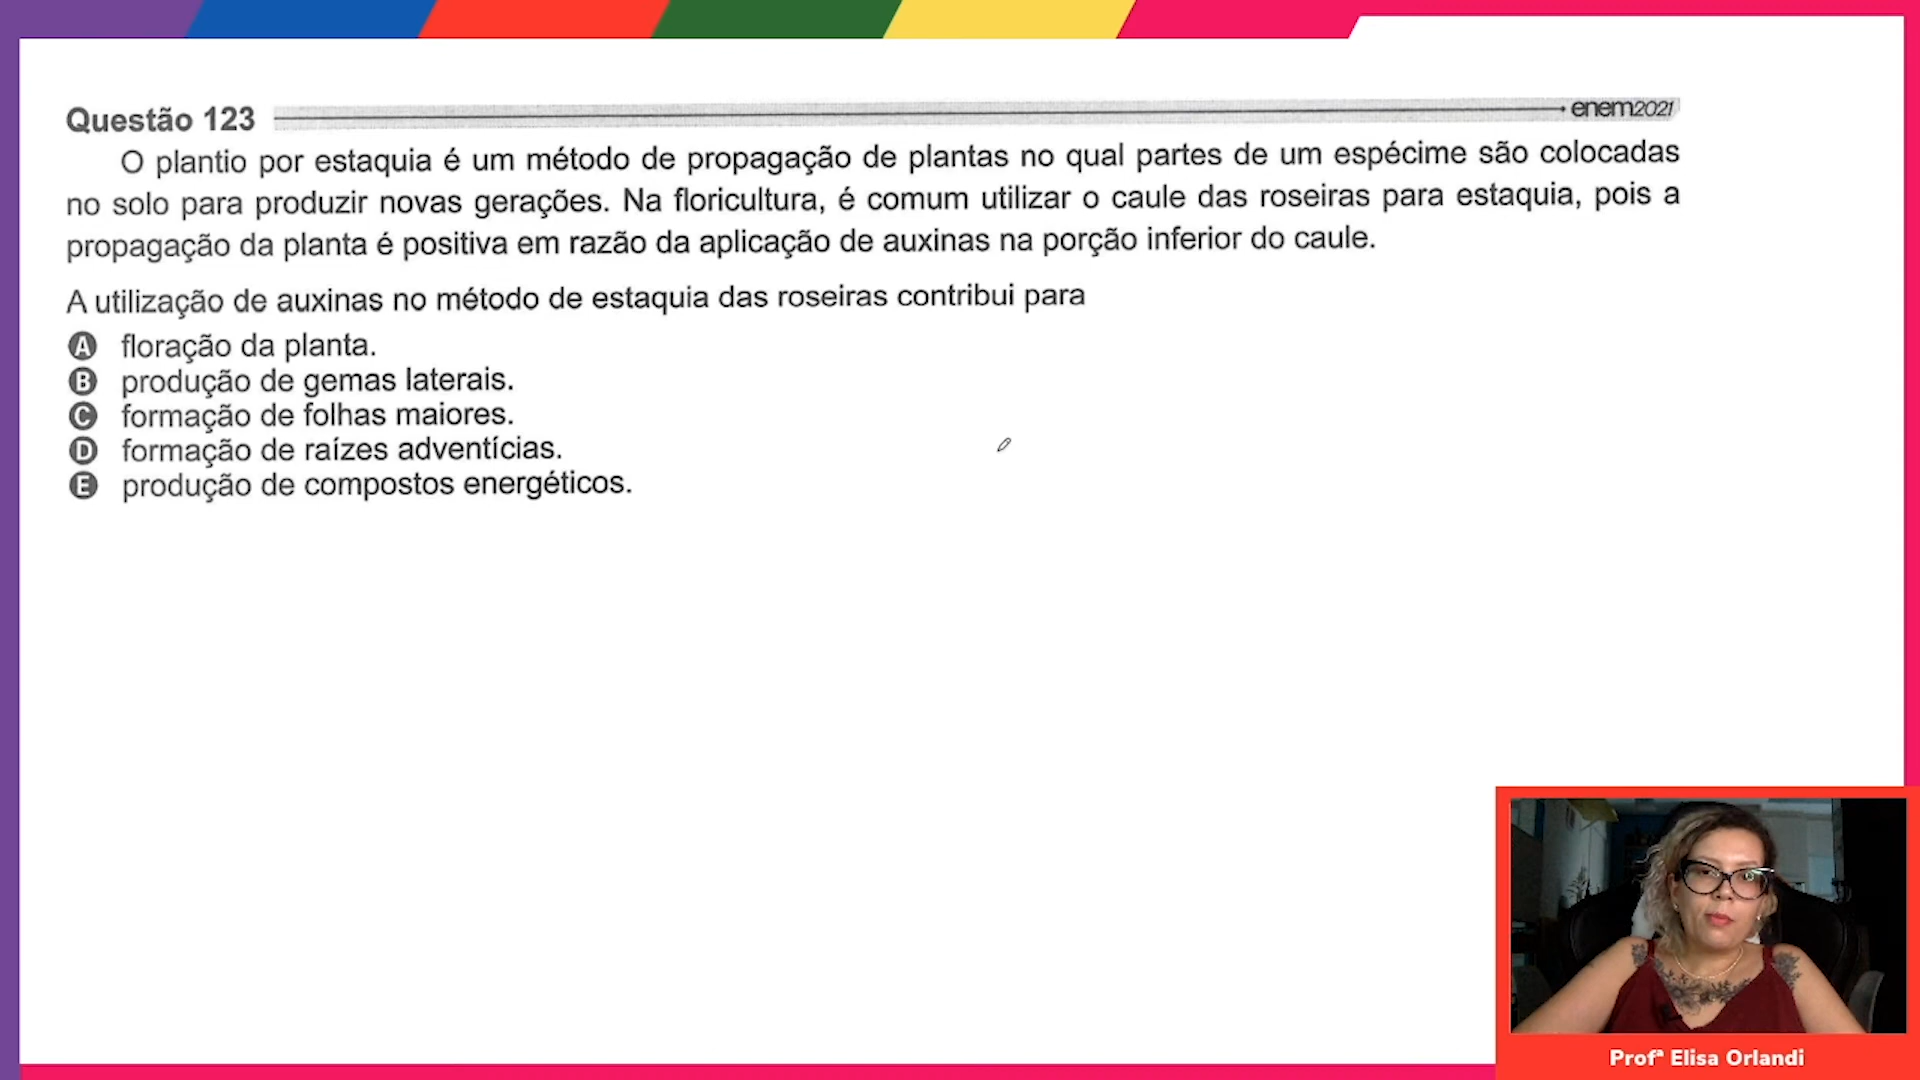 Questão 123
enem2021
O plantio por estaquia é um método de propagação de plantas no qual partes de um espécime são colocadas
no solo para produzir novas gerações. Na floricultura, é comum utilizar o caule das roseiras para estaquia, pois a
propagação da planta é positiva em razão da aplicação de auxinas na porção inferior do caule.
A utilização de auxinas no método de estaquia das roseiras contribui para
A floração da planta.
B produção de gemas laterais.
C formação de folhas maiores.
D formação de raízes adventícias.
E produção de compostos energéticos.
Profª Elisa Orlandi